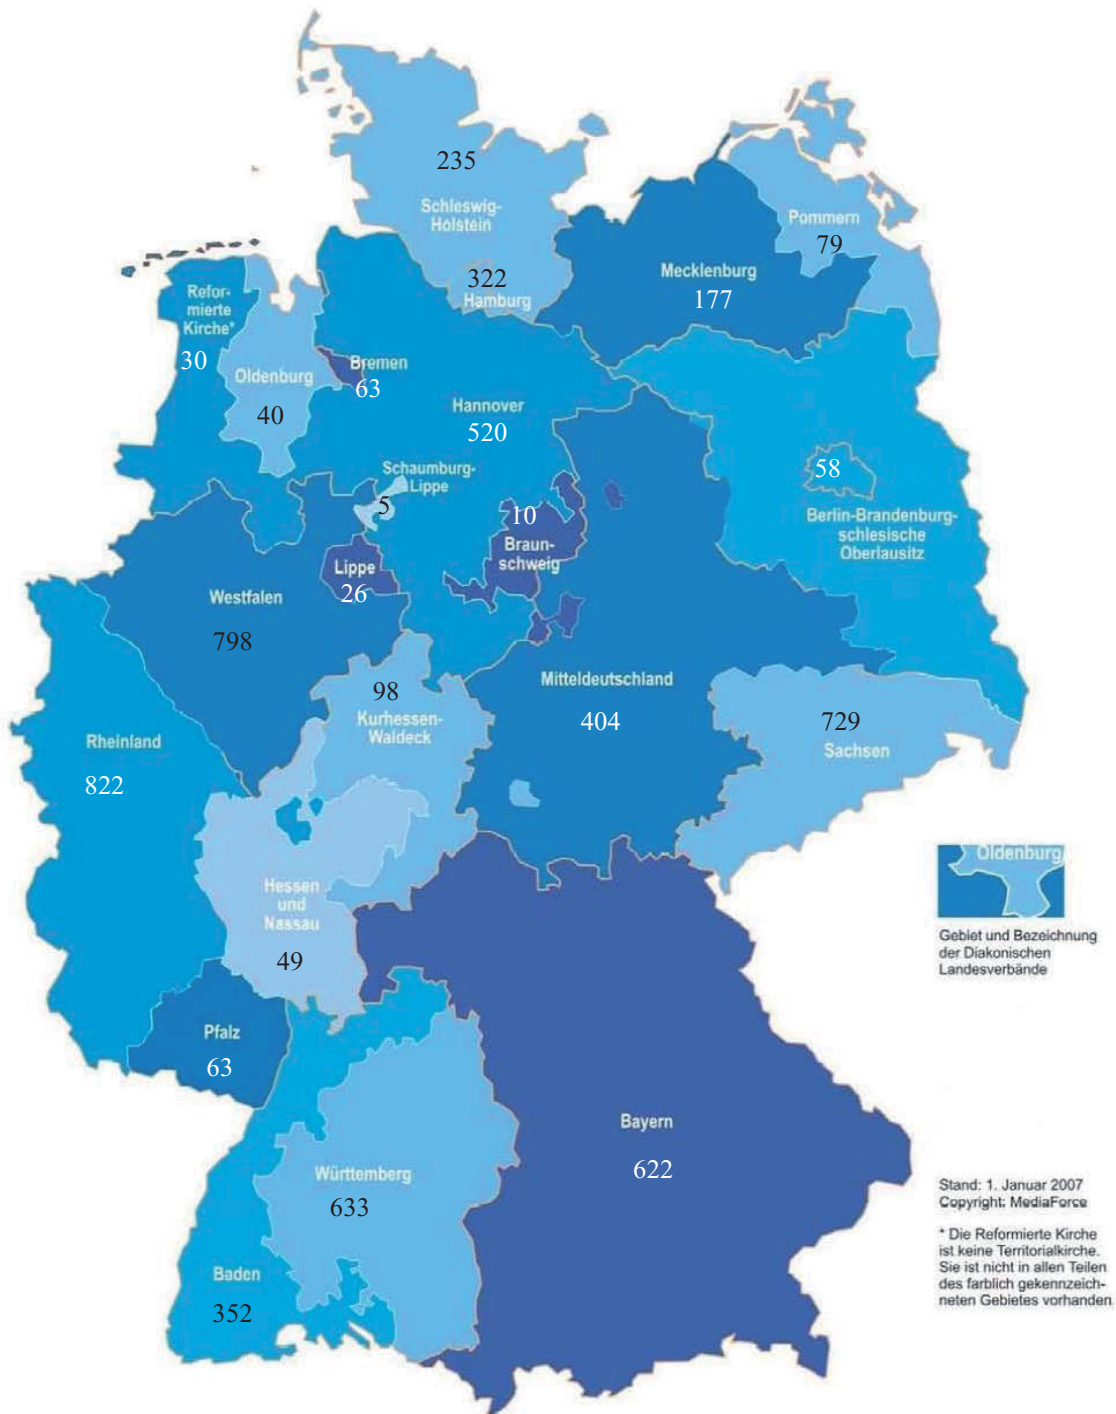 235
Schleswig-
Holstein
322
Hamburg
Pommern
79
Mecklenburg
177
Refor-
mierte
Kirche*
30
Oldenburg
40
Bremen
63
Hannover
520
Schaumburg-
Lippe
5
58
Berlin-Brandenburg-
schlesische
Oberlausitz
10
Braun-
schweig
Lippe
26
Westfalen
798
98
Kurhessen-
Waldeck
Mitteldeutschland
404
729
Sachsen
Rheinland
822
Hessen
und
Nassau
49
Oldenburg
Gebiet und Bezeichnung
der Diakonischen
Landesverbände
Pfalz
63
Bayern
622
Württemberg
633
Baden
352
Stand: 1. Januar 2007
Copyright: MediaForce
* Die Reformierte Kirche
ist keine Territorialkirche.
Sie ist nicht in allen Teilen
des farblich gekennzeich-
neten Gebietes vorhanden